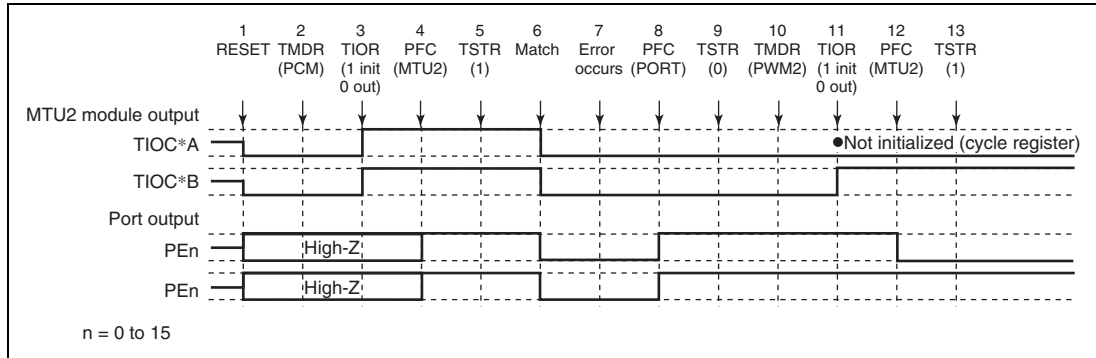 1 2 3 4 5 6 7 8 9 10 11 12 13
RESET TMDR TIOR PFC TSTR Match Error PFC TSTR TMDR TIOR PFC TSTR
(PCM) (1 init (MTU2) (1) occurs (PORT) (0) (PWM2) (1 init (MTU2) (1)
0 out) 0 out)
MTU2 module output
TIOC*A
●Not initialized (cycle register)
TIOC*B
Port output
PEn
High-Z
PEn
High-Z
n = 0 to 15